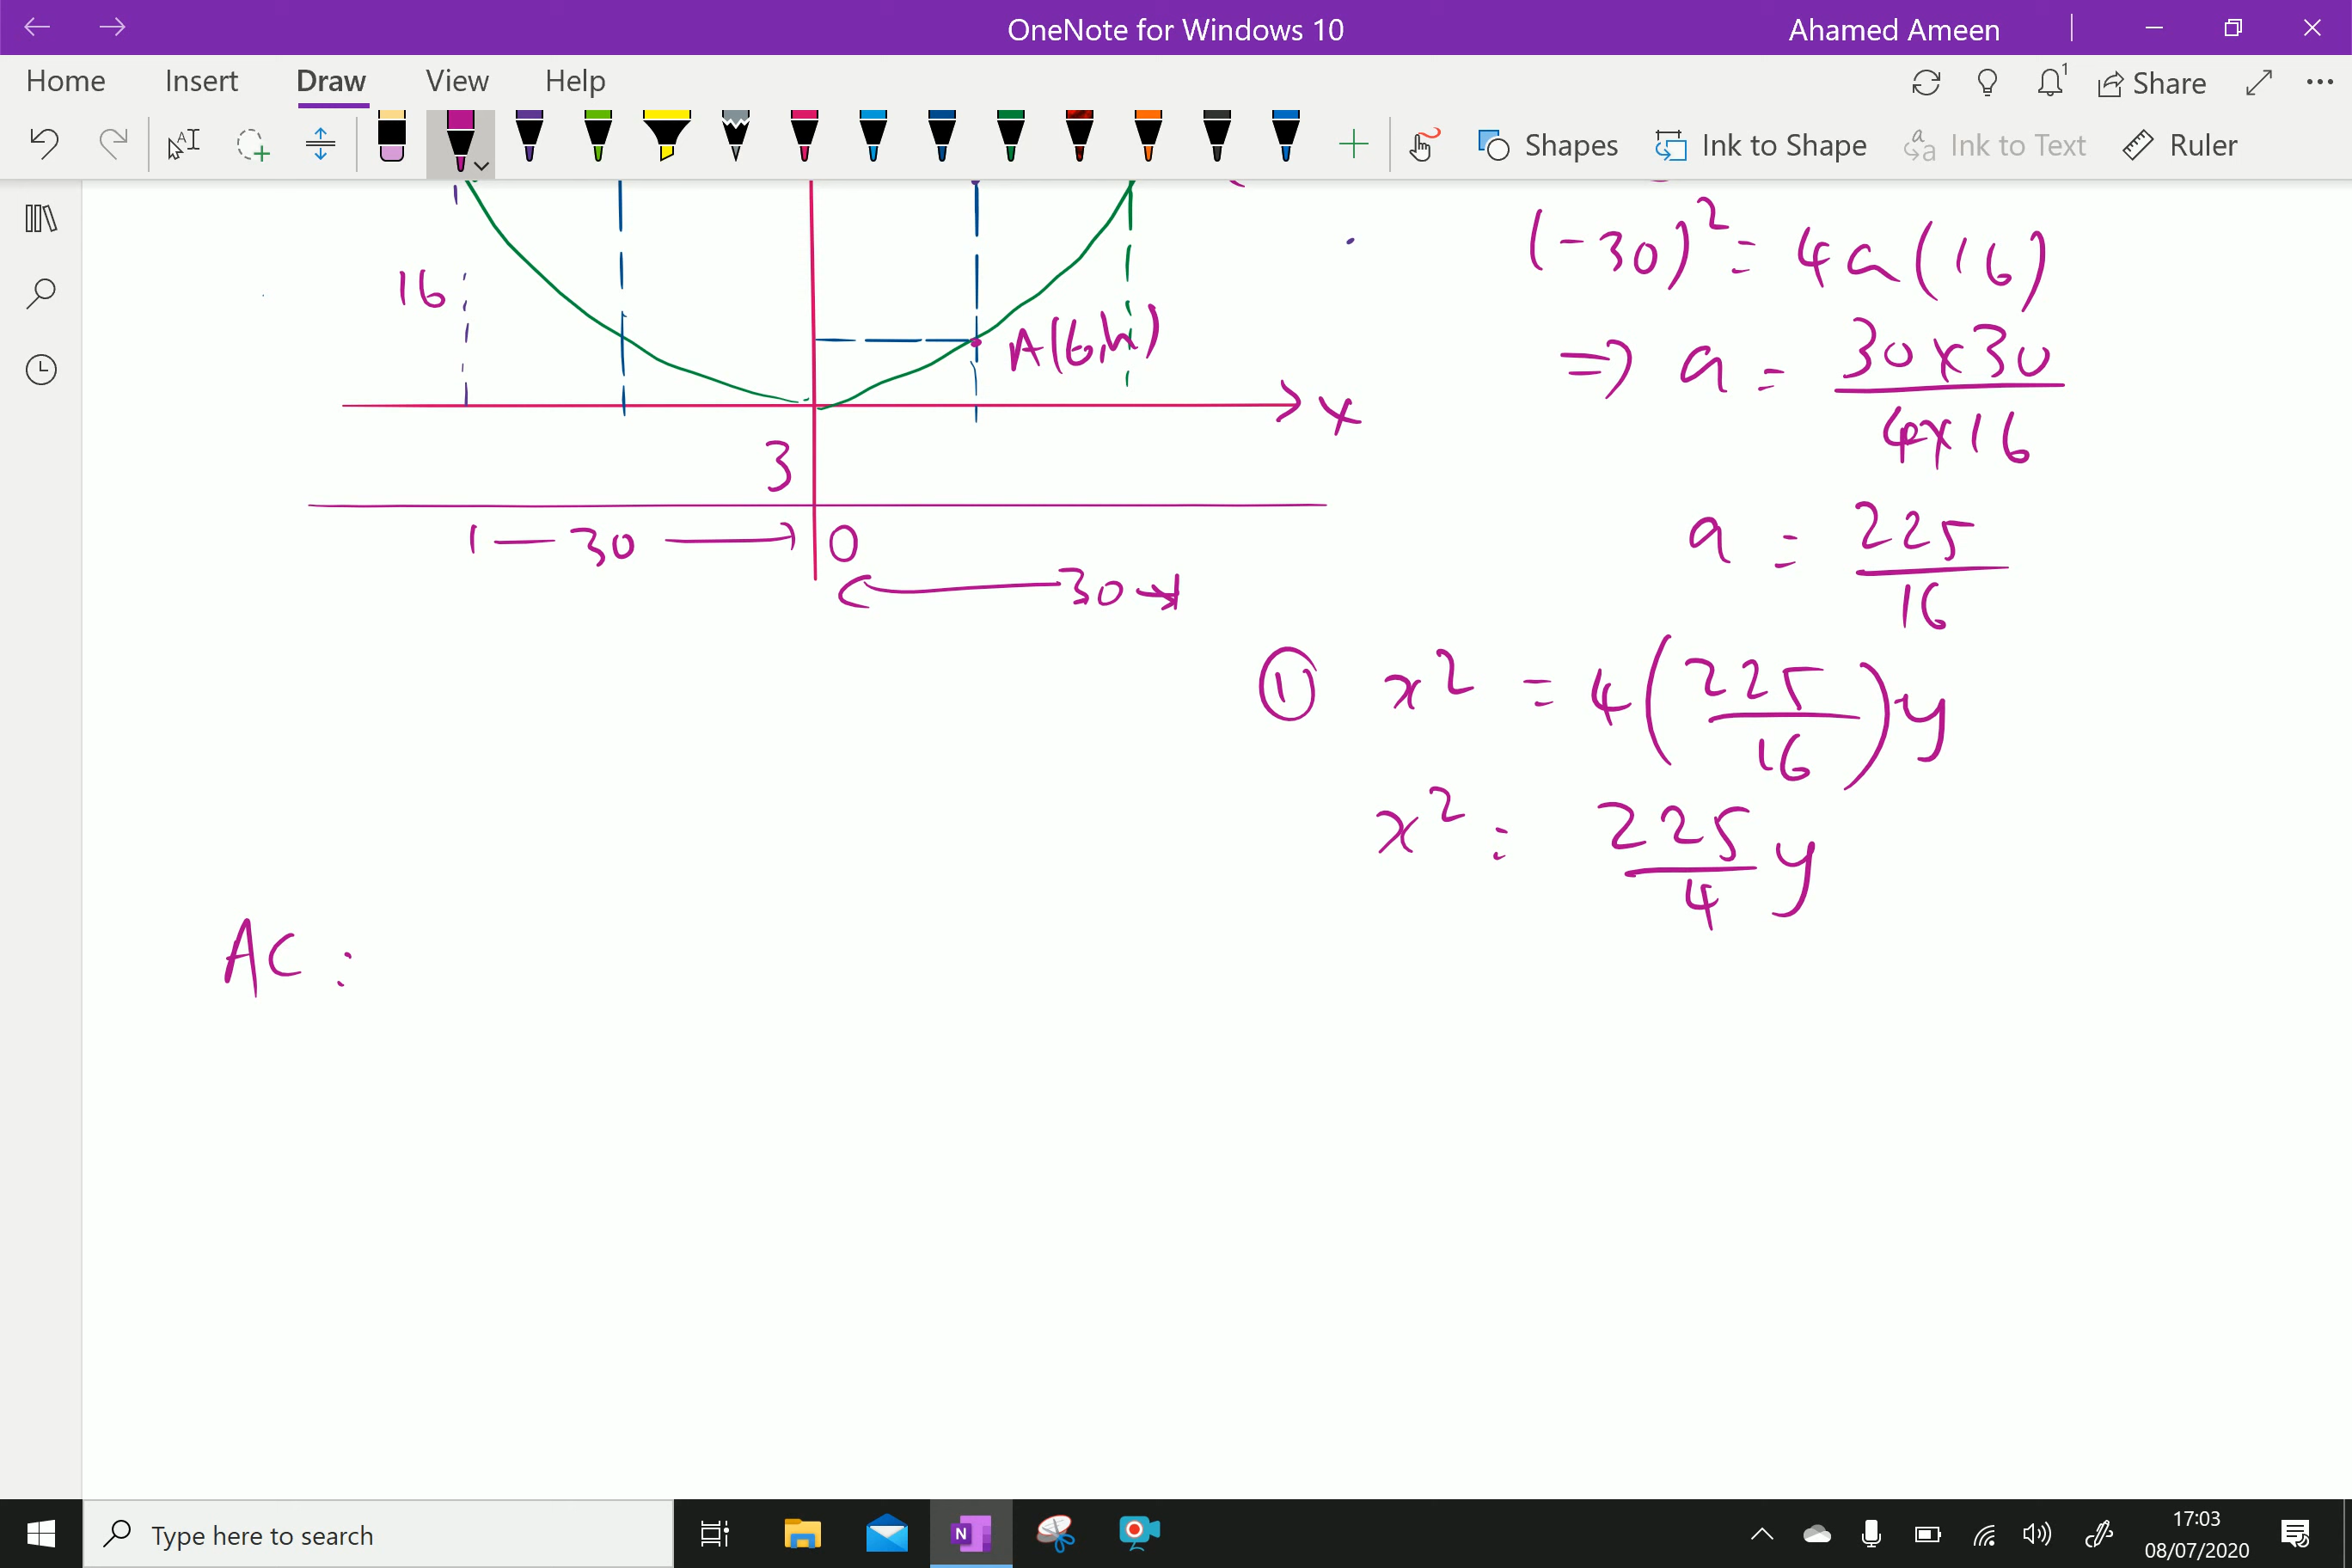 OneNote for Windows 10
Ahamed Ameen
Home Insert Draw View Help
1
Share
Shapes
Ink to Shape
Ink to Text
Ruler
16
A(6,h)
x
3
30
0
30
(-30)² = 4a(16)
⇒ a = 30×30
4×16
a = 225
16
① x² = 4(225/16)y
x² = 225/4 y
AC :
Type here to search
N
17:03
08/07/2020